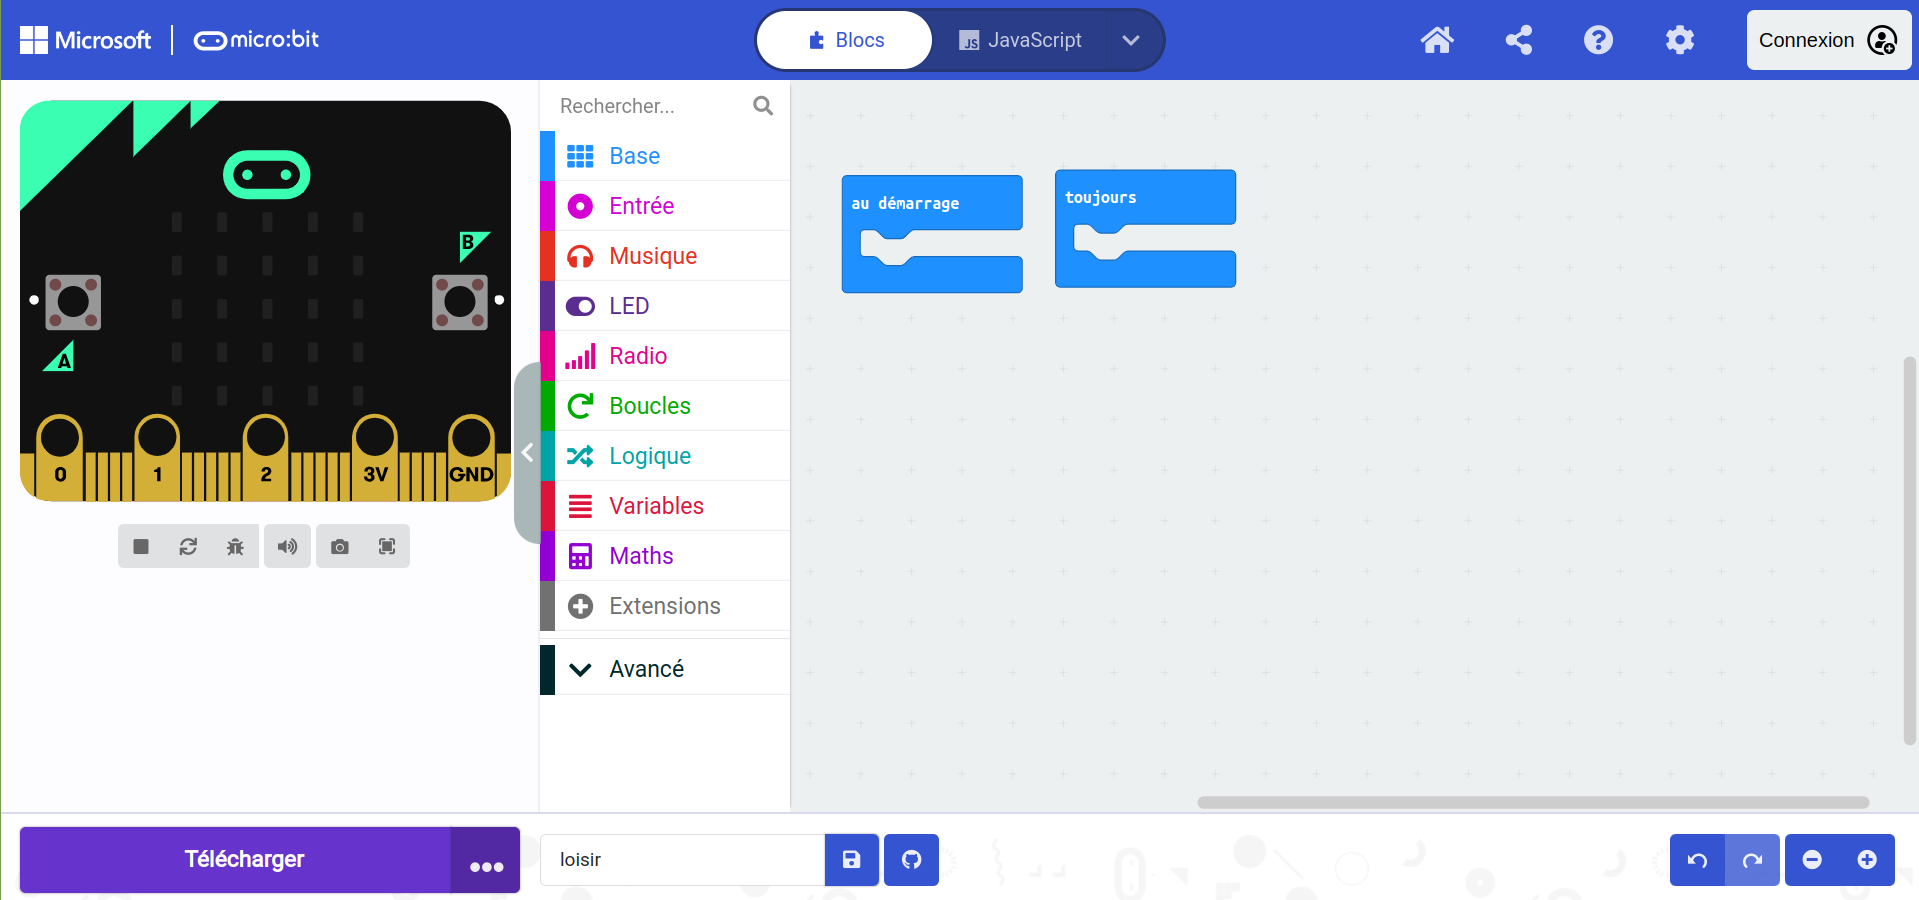 Microsoft
micro:bit
Blocs
JS
JavaScript
Connexion
B
A
0
1
2
3V
GND
Rechercher...
Base
Entrée
Musique
LED
Radio
Boucles
Logique
Variables
Maths
Extensions
Avancé
au démarrage
toujours
Télécharger
loisir